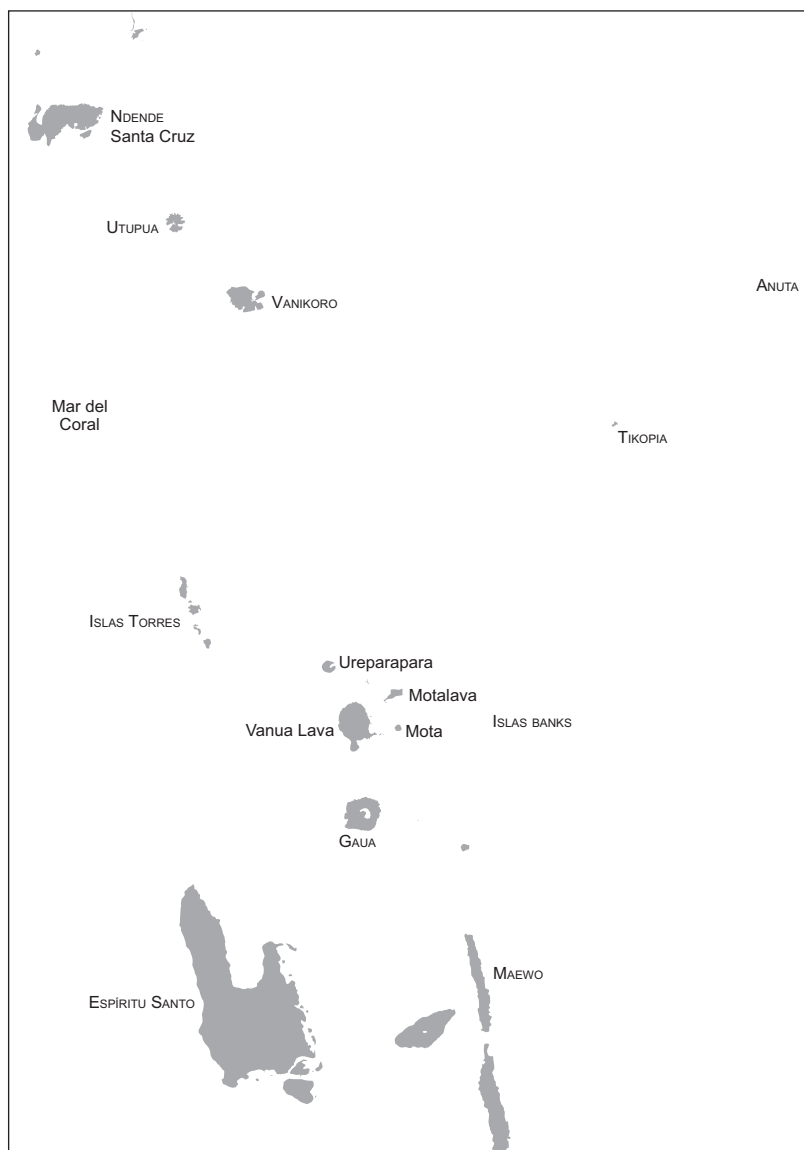 NDENDE
Santa Cruz
UTUPUA
ANUTA
VANIKORO
Mar del
Coral
TIKOPIA
ISLAS TORRES
Ureparapara
Motalava
ISLAS BANKS
Vanua Lava
Mota
GAUA
MAEWO
ESPÍRITU SANTO